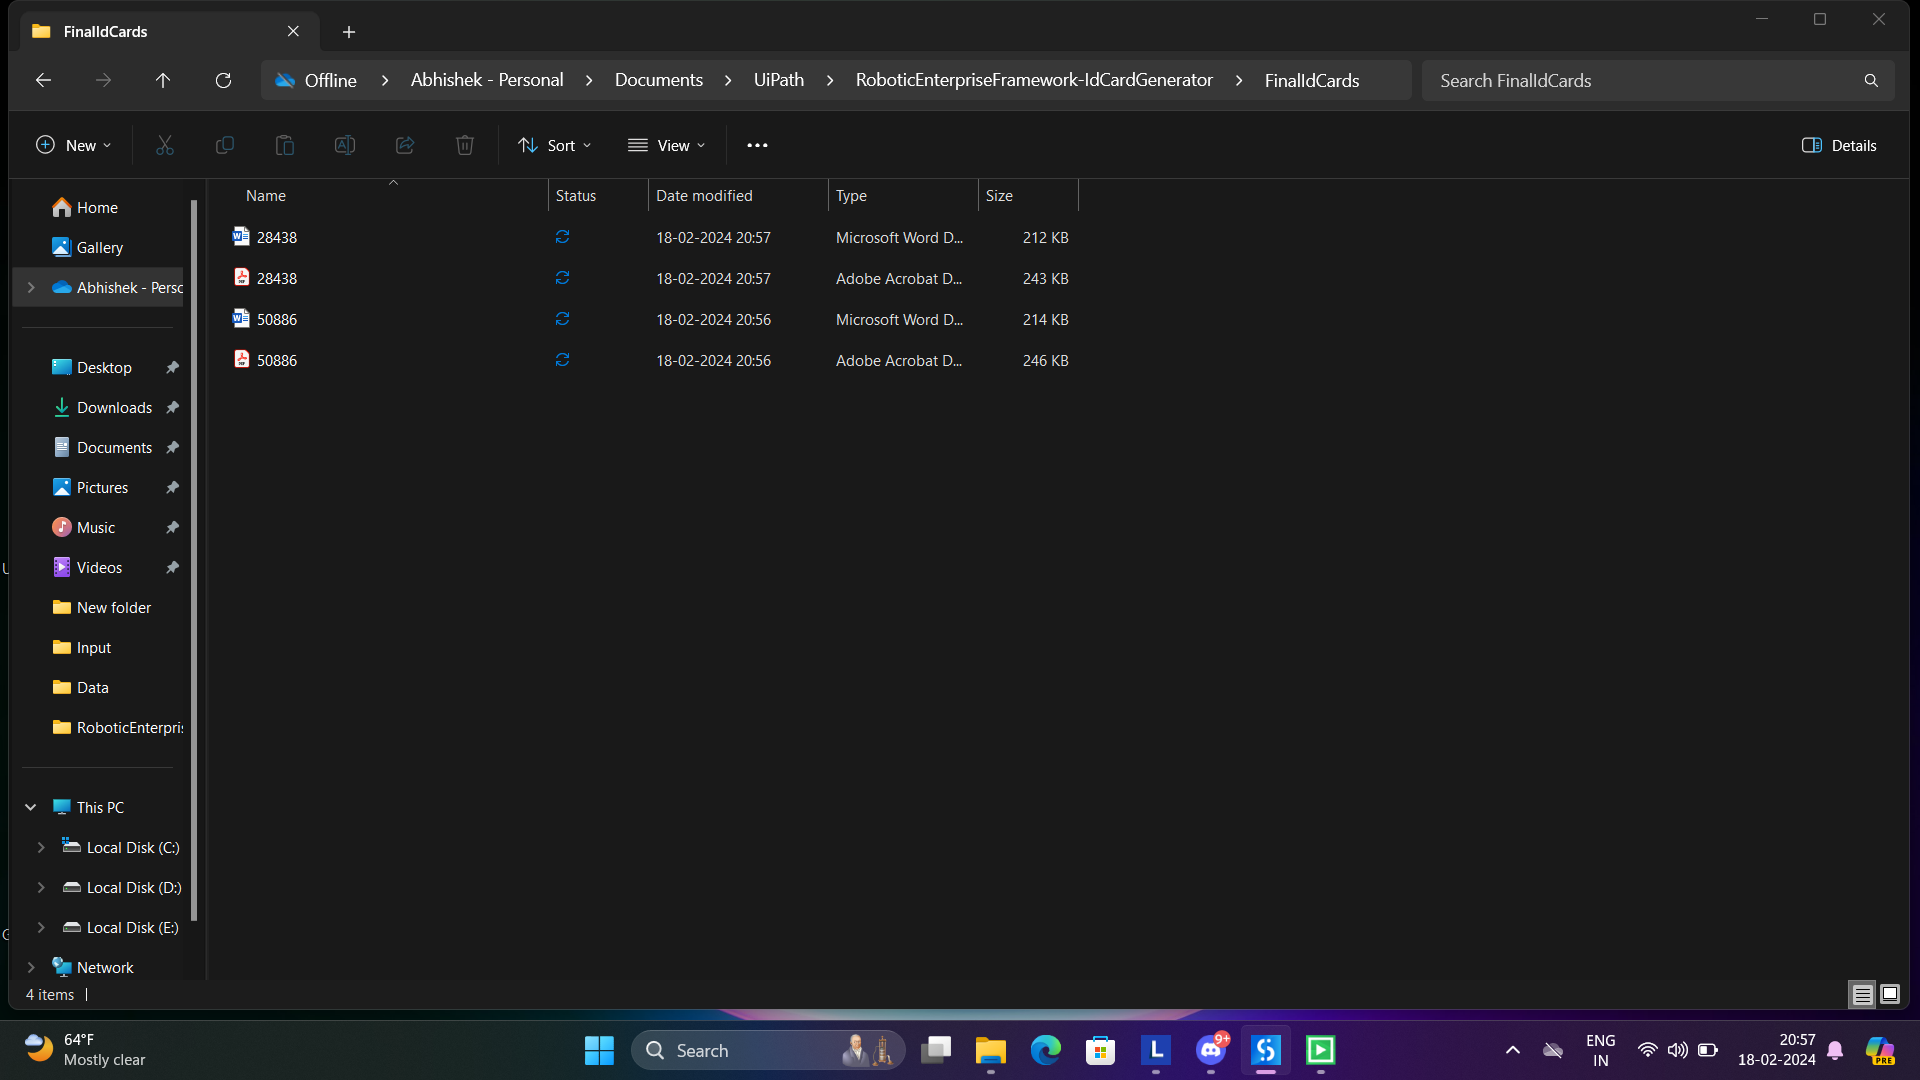 FinalIdCards
Offline > Abhishek - Personal > Documents > UiPath > RoboticEnterpriseFramework-IdCardGenerator > FinalIdCards
Search FinalIdCards
New
Sort
View
Details
Name Status Date modified Type Size
28438 18-02-2024 20:57 Microsoft Word D... 212 KB
28438 18-02-2024 20:57 Adobe Acrobat D... 243 KB
50886 18-02-2024 20:56 Microsoft Word D... 214 KB
50886 18-02-2024 20:56 Adobe Acrobat D... 246 KB
Home
Gallery
Abhishek - Perso
Desktop
Downloads
Documents
Pictures
Music
Videos
New folder
Input
Data
RoboticEnterpris
This PC
Local Disk (C:)
Local Disk (D:)
Local Disk (E:)
Network
4 items
64°F
Mostly clear
Search
L
9+
ENG
IN
20:57
18-02-2024
PRE